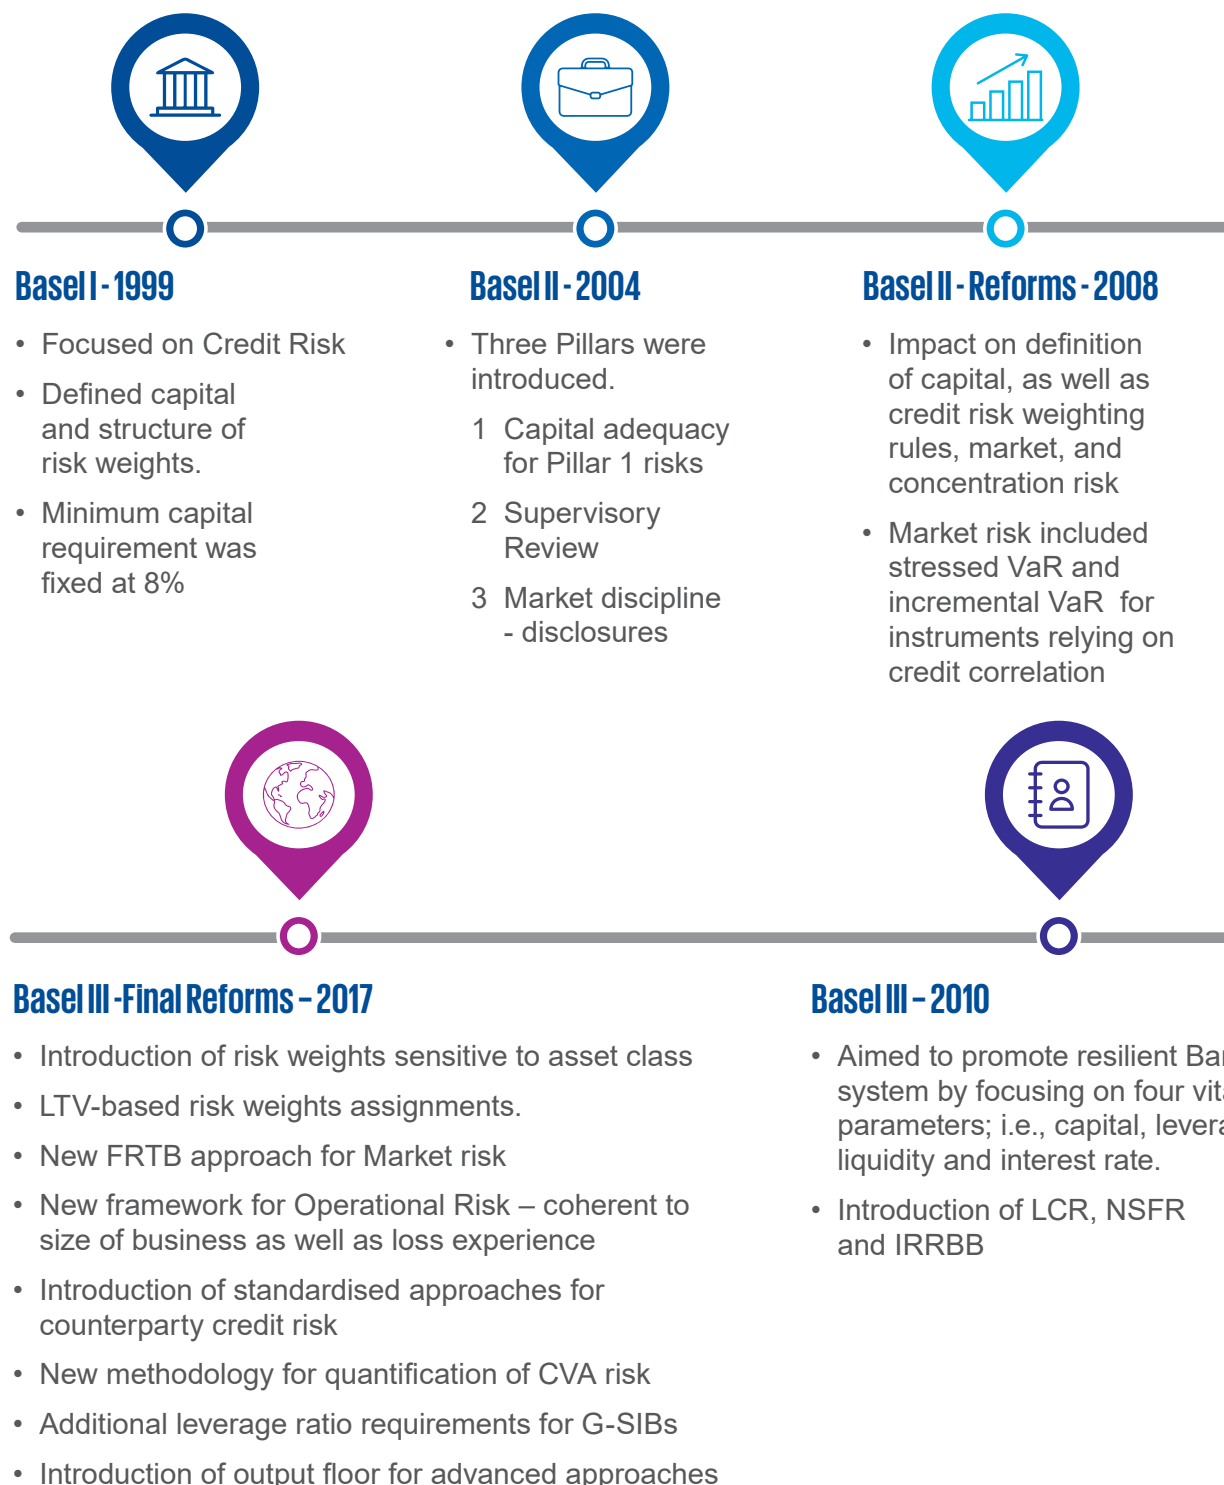 Basel I - 1999
• Focused on Credit Risk
• Defined capital
and structure of
risk weights.
• Minimum capital
requirement was
fixed at 8%
Basel II - 2004
• Three Pillars were
introduced.
1 Capital adequacy
for Pillar 1 risks
2 Supervisory
Review
3 Market discipline
- disclosures
Basel II - Reforms - 2008
• Impact on definition
of capital, as well as
credit risk weighting
rules, market, and
concentration risk
• Market risk included
stressed VaR and
incremental VaR for
instruments relying on
credit correlation
Basel III -Final Reforms – 2017
• Introduction of risk weights sensitive to asset class
• LTV-based risk weights assignments.
• New FRTB approach for Market risk
• New framework for Operational Risk – coherent to
size of business as well as loss experience
• Introduction of standardised approaches for
counterparty credit risk
• New methodology for quantification of CVA risk
• Additional leverage ratio requirements for G-SIBs
• Introduction of output floor for advanced approaches
Basel III – 2010
• Aimed to promote resilient
system by focusing on four
parameters; i.e., capital,
liquidity and interest rate.
• Introduction of LCR, NSFR
and IRRBB